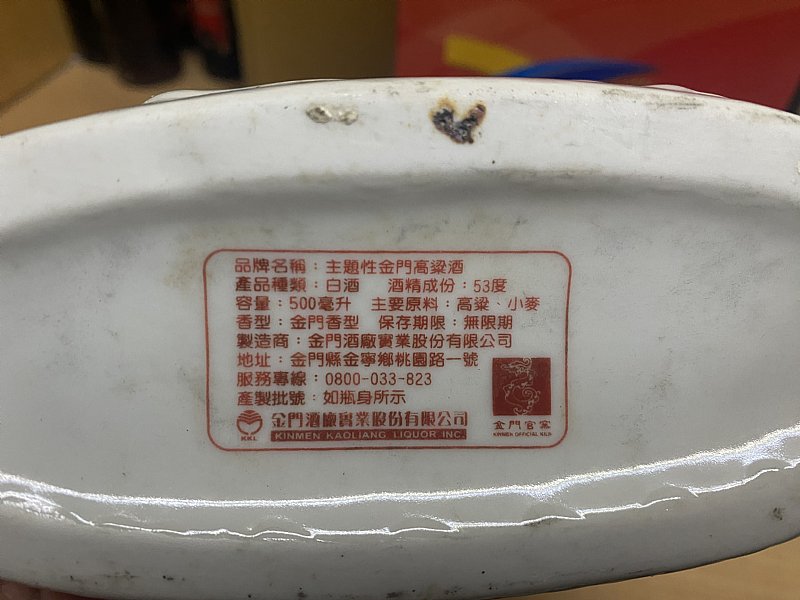 品牌名稱：主題性金門高粱酒
產品種類：白酒　酒精成份：53度
容量：500毫升　主要原料：高粱、小麥
香型：金門香型　保存期限：無限期
製造商：金門酒廠實業股份有限公司
地址：金門縣金寧鄉桃園路一號
服務專線：0800-033-823
產製批號：如瓶身所示
金門酒廠實業股份有限公司
KKL
KINMEN KAOLIANG LIQUOR INC.
金門官窯
KINMEN OFFICIAL KILN